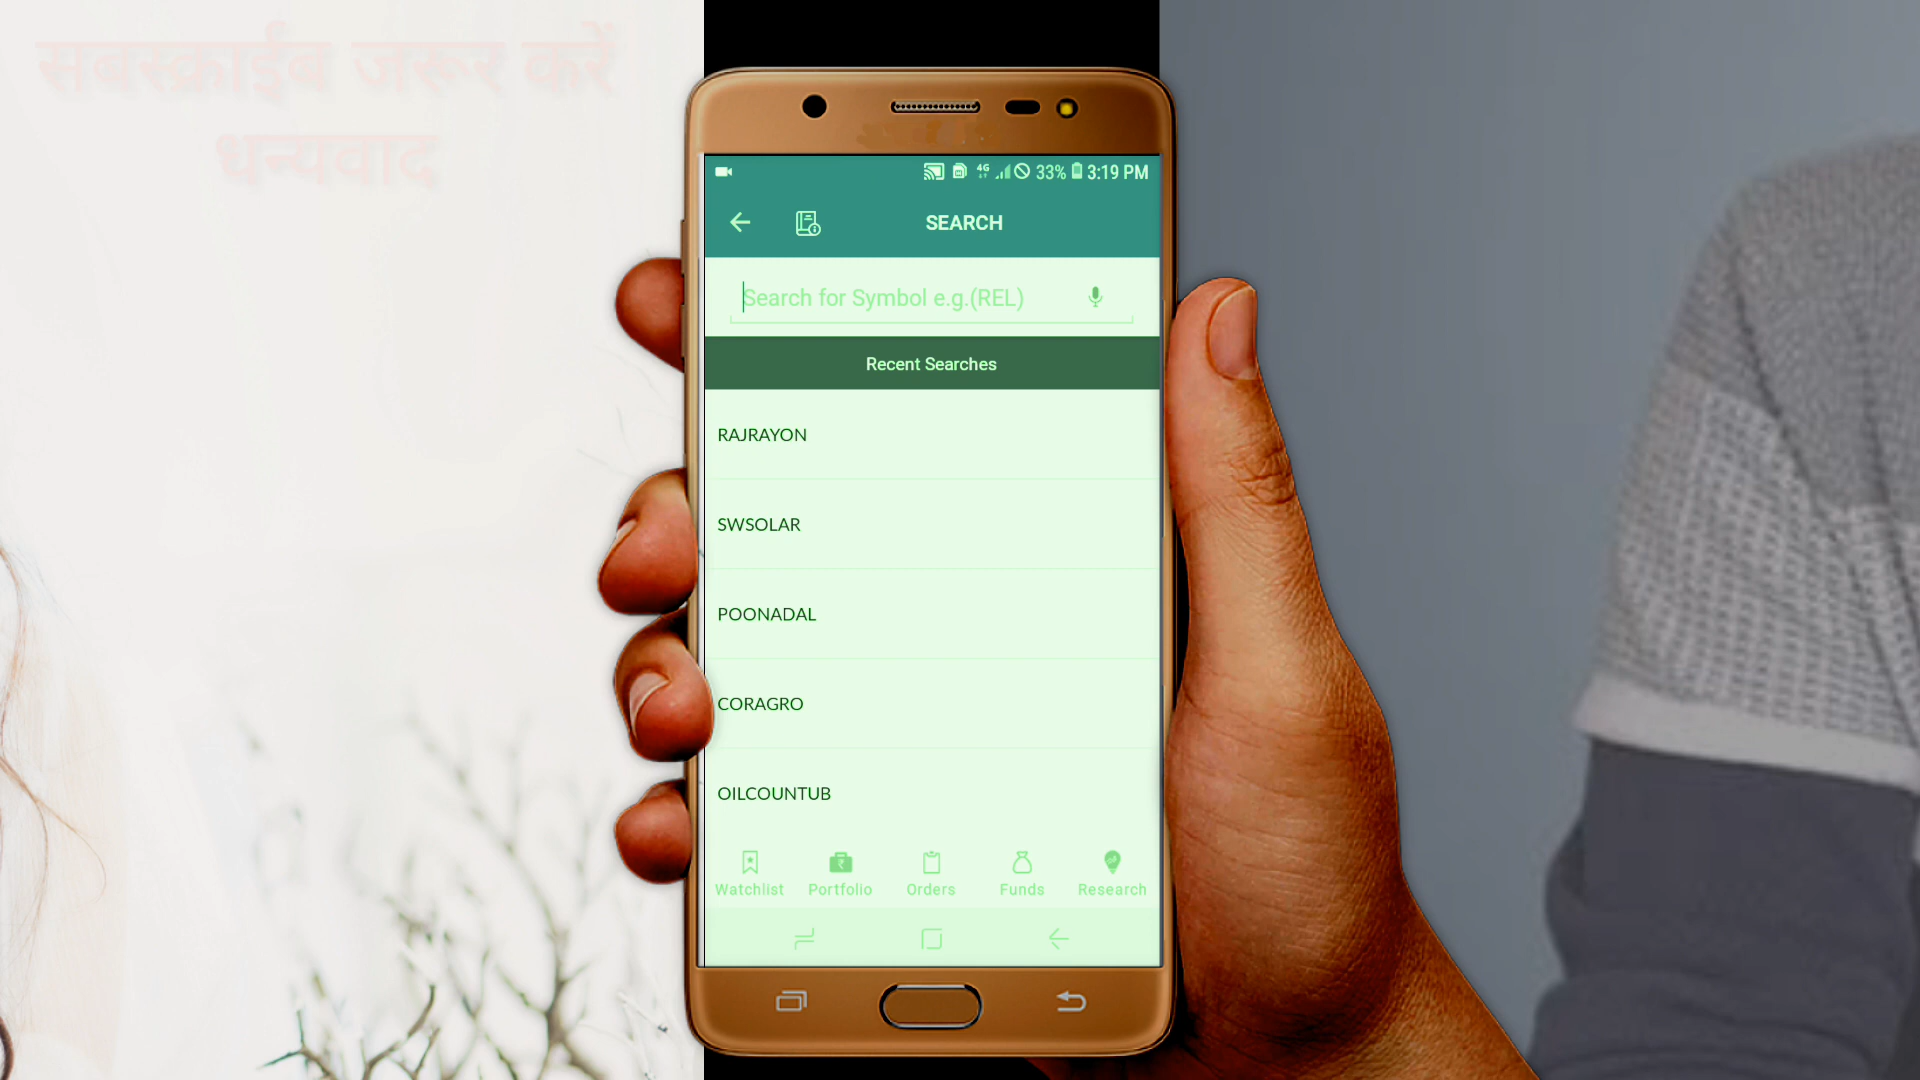 सबस्क्राईब जरूर करें
धन्यवाद
4G 33% 3:19 PM
SEARCH
Search for Symbol e.g.(REL)
Recent Searches
RAJRAYON
SWSOLAR
POONADAL
CORAGRO
OILCOUNTUB
Watchlist Portfolio Orders Funds Research